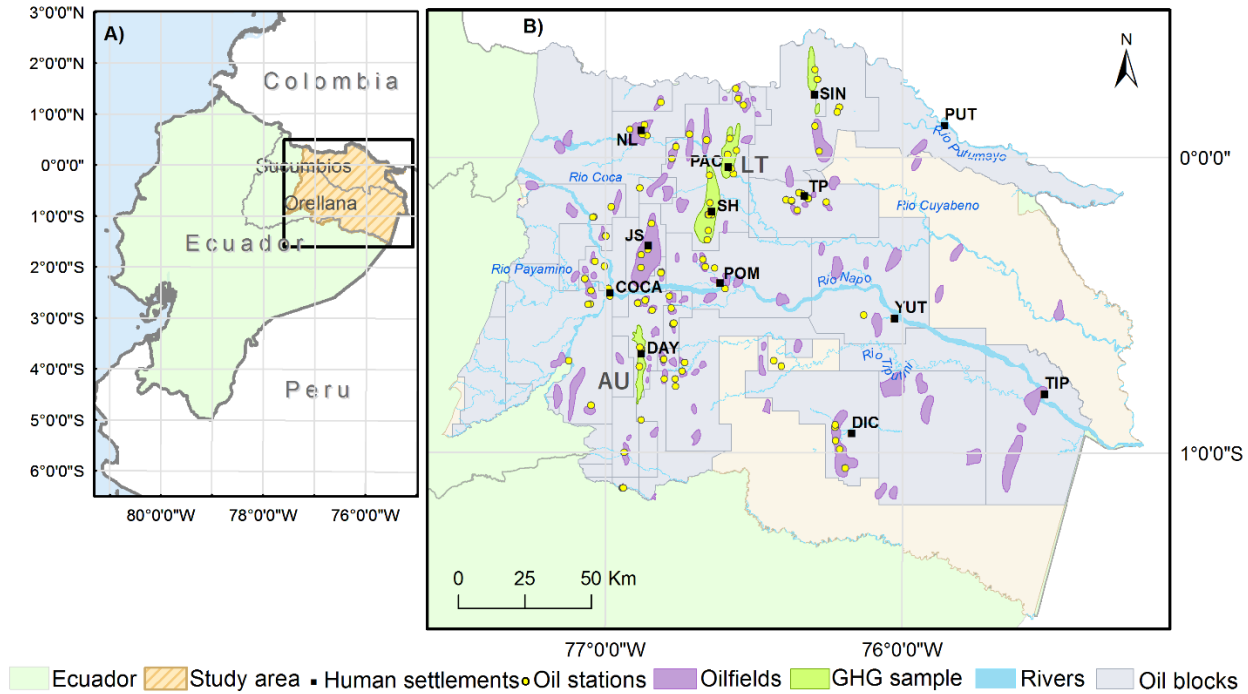 3°0'0"N
2°0'0"N
1°0'0"N
0°0'0"
1°0'0"S
2°0'0"S
3°0'0"S
4°0'0"S
5°0'0"S
6°0'0"S
A)
Colombia
Sucumbios
Orellana
Ecuador
Peru
80°0'0"W 78°0'0"W 76°0'0"W
B)
N
SIN
PUT
Rio Putumayo
NL
PAC
LT
0°0'0"
Rio Coca
TP
SH
Rio Cuyabeno
JS
Rio Payamino
POM
Rio Napo
COCA
YUT
DAY
AU
Rio Tiputini
TIP
DIC
1°0'0"S
0 25 50 Km
77°0'0"W 76°0'0"W
Ecuador Study area Human settlements Oil stations Oilfields GHG sample Rivers Oil blocks